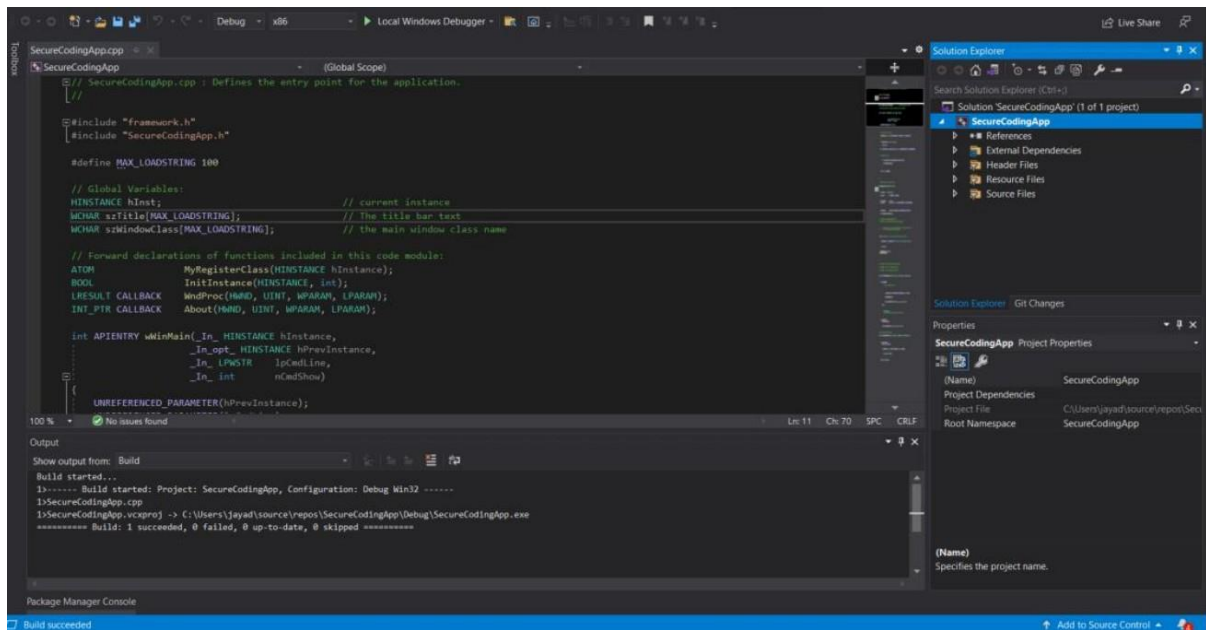 Debug x86 Local Windows Debugger Live Share
Toolbox
SecureCodingApp.cpp
SecureCodingApp (Global Scope)
// SecureCodingApp.cpp : Defines the entry point for the application.
//
#include "framework.h"
#include "SecureCodingApp.h"
#define MAX_LOADSTRING 100
// Global Variables:
HINSTANCE hInst; // current instance
WCHAR szTitle[MAX_LOADSTRING]; // The title bar text
WCHAR szWindowClass[MAX_LOADSTRING]; // the main window class name
// Forward declarations of functions included in this code module:
ATOM MyRegisterClass(HINSTANCE hInstance);
BOOL InitInstance(HINSTANCE, int);
LRESULT CALLBACK WndProc(HWND, UINT, WPARAM, LPARAM);
INT_PTR CALLBACK About(HWND, UINT, WPARAM, LPARAM);
int APIENTRY wWinMain(_In_ HINSTANCE hInstance,
_In_opt_ HINSTANCE hPrevInstance,
_In_ LPWSTR lpCmdLine,
_In_ int nCmdShow)
{
UNREFERENCED_PARAMETER(hPrevInstance);
100 % No issues found Ln: 11 Ch: 70 SPC CRLF
Output
Show output from: Build
Build started...
1>------ Build started: Project: SecureCodingApp, Configuration: Debug Win32 ------
1>SecureCodingApp.cpp
1>SecureCodingApp.vcxproj -> C:\Users\jayad\source\repos\SecureCodingApp\Debug\SecureCodingApp.exe
========== Build: 1 succeeded, 0 failed, 0 up-to-date, 0 skipped ==========
Package Manager Console
Build succeeded
Solution Explorer
Search Solution Explorer (Ctrl+;)
Solution 'SecureCodingApp' (1 of 1 project)
SecureCodingApp
References
External Dependencies
Header Files
Resource Files
Source Files
Solution Explorer Git Changes
Properties
SecureCodingApp Project Properties
(Name) SecureCodingApp
Project Dependencies
Project File C:\Users\jayad\source\repos\Secu
Root Namespace SecureCodingApp
(Name)
Specifies the project name.
Add to Source Control